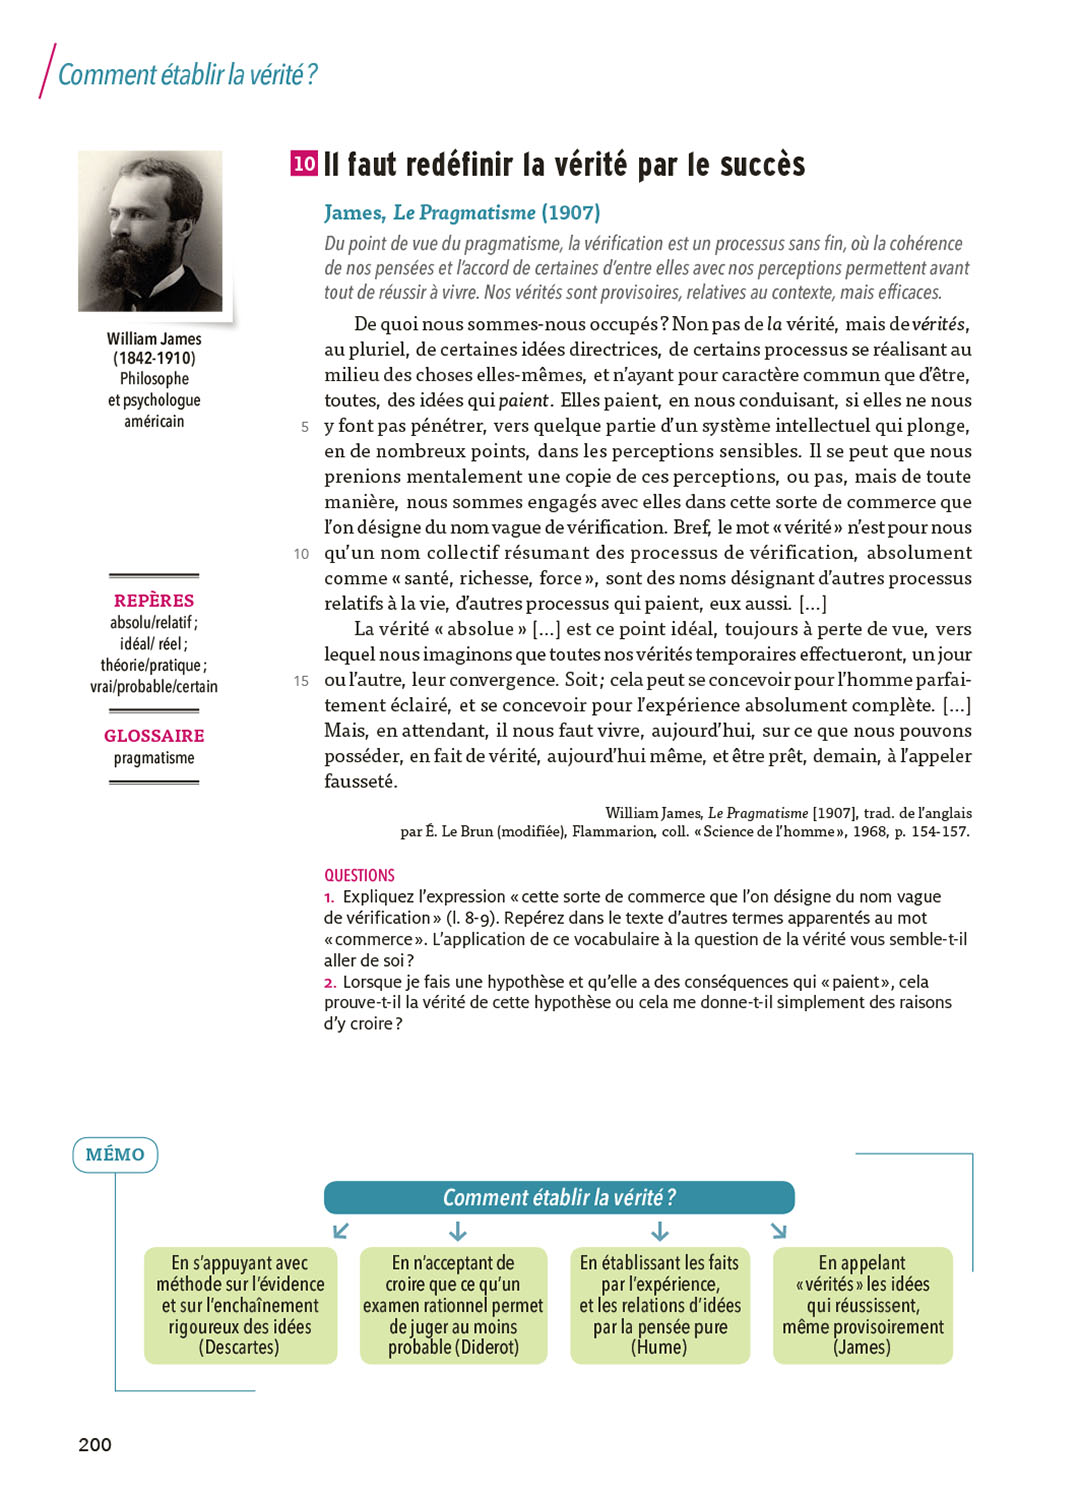 Comment établir la vérité ?
William James
(1842-1910)
Philosophe
et psychologue
américain
REPÈRES
absolu/relatif ;
idéal/ réel ;
théorie/pratique ;
vrai/probable/certain
GLOSSAIRE
pragmatisme
10 Il faut redéfinir la vérité par le succès
James, Le Pragmatisme (1907)
Du point de vue du pragmatisme, la vérification est un processus sans fin, où la cohérence
de nos pensées et l'accord de certaines d'entre elles avec nos perceptions permettent avant
tout de réussir à vivre. Nos vérités sont provisoires, relatives au contexte, mais efficaces.
De quoi nous sommes-nous occupés ? Non pas de la vérité, mais de vérités,
au pluriel, de certaines idées directrices, de certains processus se réalisant au
milieu des choses elles-mêmes, et n'ayant pour caractère commun que d'être,
toutes, des idées qui paient. Elles paient, en nous conduisant, si elles ne nous
5 y font pas pénétrer, vers quelque partie d'un système intellectuel qui plonge,
en de nombreux points, dans les perceptions sensibles. Il se peut que nous
prenions mentalement une copie de ces perceptions, ou pas, mais de toute
manière, nous sommes engagés avec elles dans cette sorte de commerce que
l'on désigne du nom vague de vérification. Bref, le mot « vérité » n'est pour nous
10 qu'un nom collectif résumant des processus de vérification, absolument
comme « santé, richesse, force », sont des noms désignant d'autres processus
relatifs à la vie, d'autres processus qui paient, eux aussi. [...]
La vérité « absolue » [...] est ce point idéal, toujours à perte de vue, vers
lequel nous imaginons que toutes nos vérités temporaires effectueront, un jour
15 ou l'autre, leur convergence. Soit ; cela peut se concevoir pour l'homme parfai-
tement éclairé, et se concevoir pour l'expérience absolument complète. [...]
Mais, en attendant, il nous faut vivre, aujourd'hui, sur ce que nous pouvons
posséder, en fait de vérité, aujourd'hui même, et être prêt, demain, à l'appeler
fausseté.
William James, Le Pragmatisme [1907], trad. de l'anglais
par É. Le Brun (modifiée), Flammarion, coll. « Science de l'homme », 1968, p. 154-157.
QUESTIONS
1. Expliquez l'expression « cette sorte de commerce que l'on désigne du nom vague
de vérification » (l. 8-9). Repérez dans le texte d'autres termes apparentés au mot
« commerce ». L'application de ce vocabulaire à la question de la vérité vous semble-t-il
aller de soi ?
2. Lorsque je fais une hypothèse et qu'elle a des conséquences qui « paient », cela
prouve-t-il la vérité de cette hypothèse ou cela me donne-t-il simplement des raisons
d'y croire ?
MÉMO
Comment établir la vérité ?
En s'appuyant avec
méthode sur l'évidence
et sur l'enchaînement
rigoureux des idées
(Descartes)
En n'acceptant de
croire que ce qu'un
examen rationnel permet
de juger au moins
probable (Diderot)
En établissant les faits
par l'expérience,
et les relations d'idées
par la pensée pure
(Hume)
En appelant
« vérités » les idées
qui réussissent,
même provisoirement
(James)
200